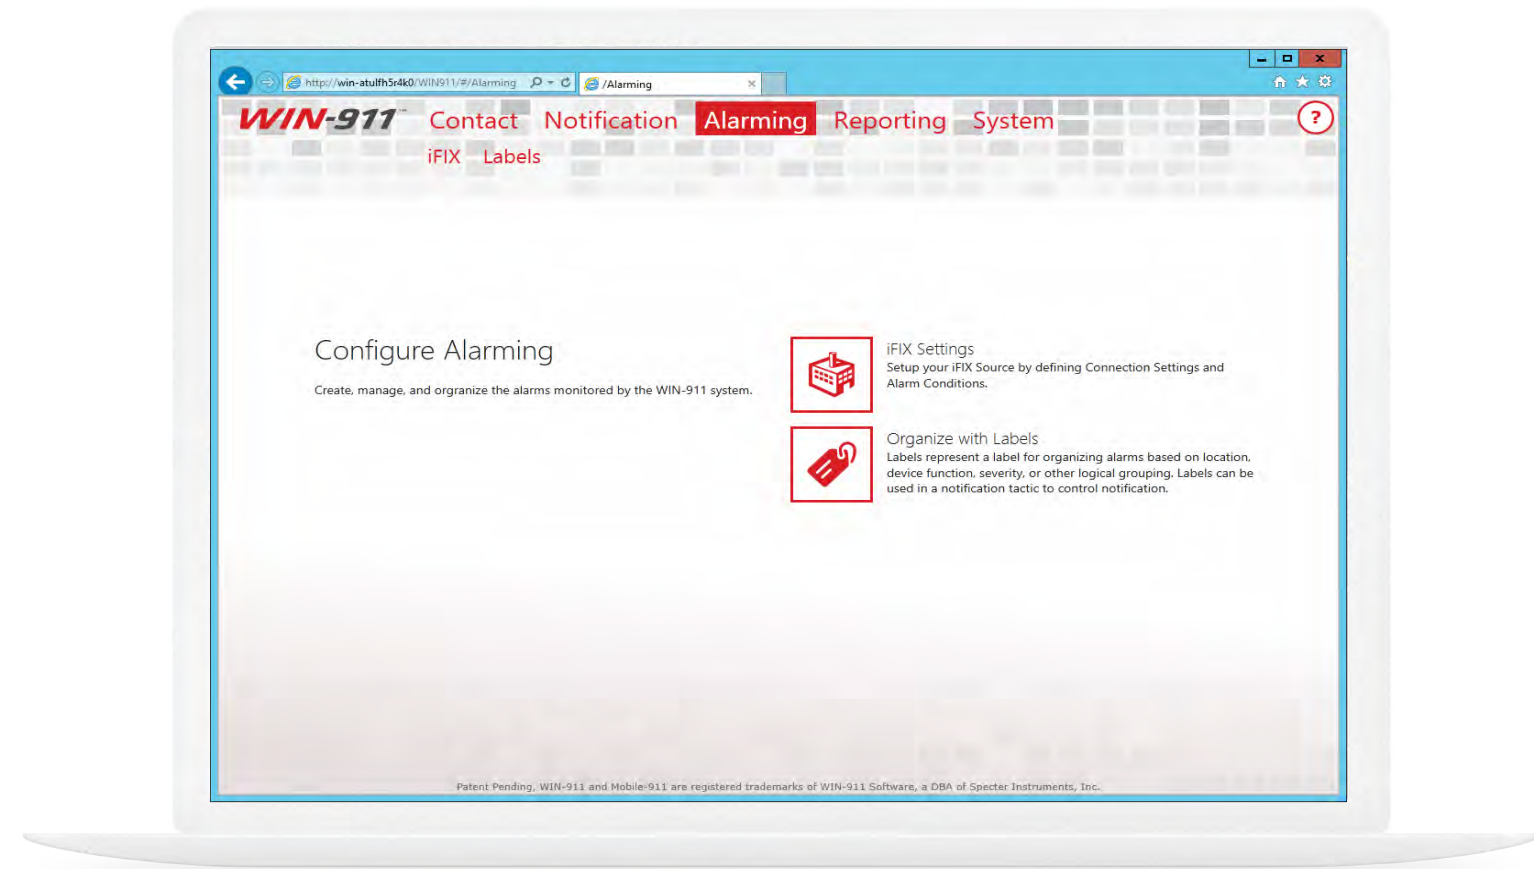 http://win-atulfh5r4k0/WIN911/#/Alarming
/Alarming
WIN-911™ Contact Notification Alarming Reporting System ?
iFIX Labels
Configure Alarming
Create, manage, and orgranize the alarms monitored by the WIN-911 system.
iFIX Settings
Setup your iFIX Source by defining Connection Settings and
Alarm Conditions.
Organize with Labels
Labels represent a label for organizing alarms based on location,
device function, severity, or other logical grouping. Labels can be
used in a notification tactic to control notification.
Patent Pending, WIN-911 and Mobile-911 are registered trademarks of WIN-911 Software, a DBA of Specter Instruments, Inc.